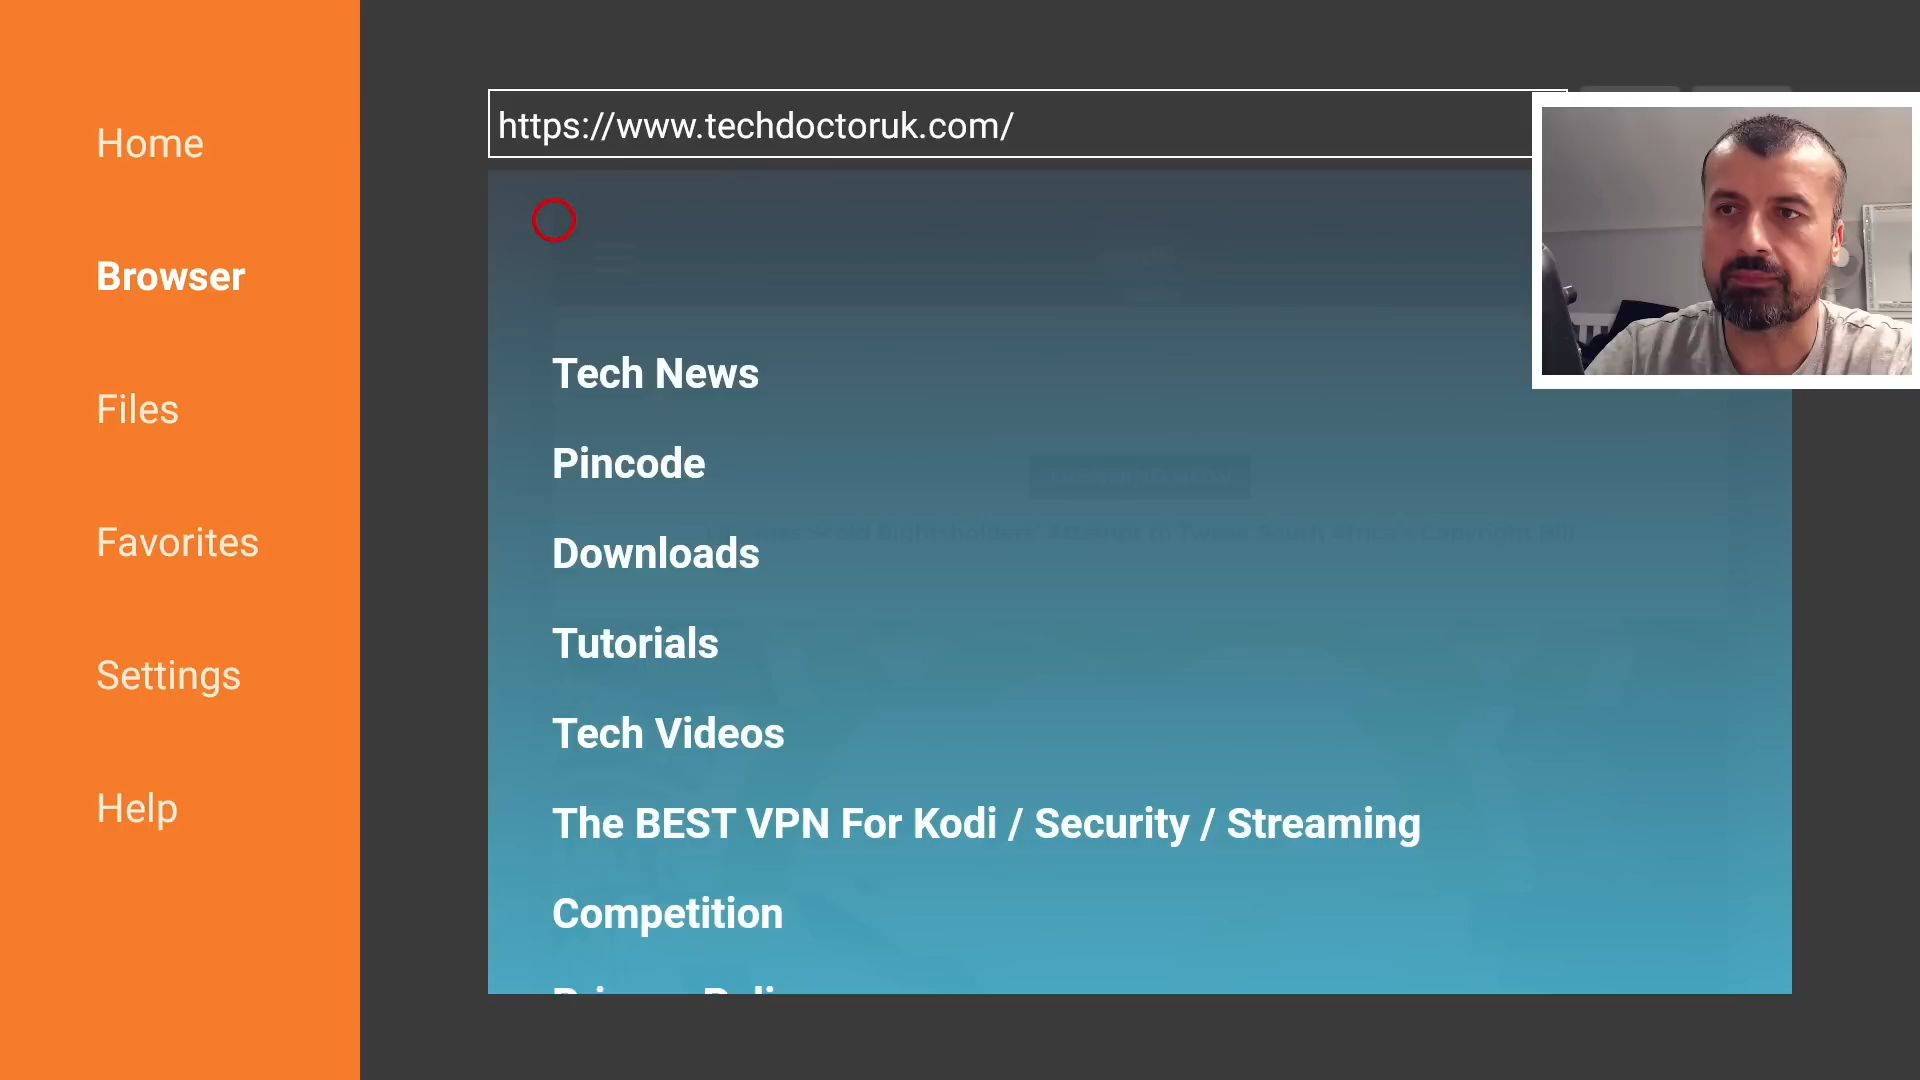 Home
Browser
Files
Favorites
Settings
Help
https://www.techdoctoruk.com/
Tech News
Pincode
Downloads
Tutorials
Tech Videos
The BEST VPN For Kodi / Security / Streaming
Competition